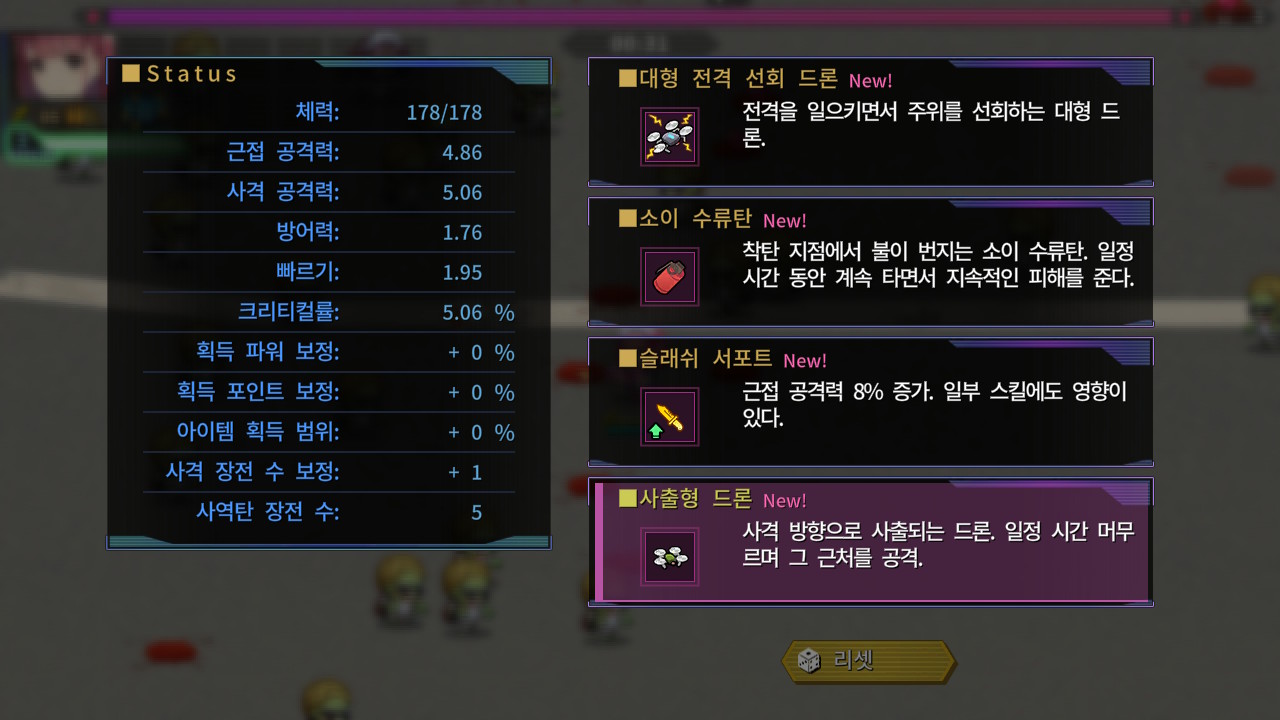 Status
체력: 178/178
근접 공격력: 4.86
사격 공격력: 5.06
방어력: 1.76
빠르기: 1.95
크리티컬률: 5.06 %
획득 파워 보정: + 0 %
획득 포인트 보정: + 0 %
아이템 획득 범위: + 0 %
사격 장전 수 보정: + 1
사역탄 장전 수: 5
대형 전격 선회 드론 New!
전격을 일으키면서 주위를 선회하는 대형 드
론.
소이 수류탄 New!
착탄 지점에서 불이 번지는 소이 수류탄. 일정
시간 동안 계속 타면서 지속적인 피해를 준다.
슬래쉬 서포트 New!
근접 공격력 8% 증가. 일부 스킬에도 영향이
있다.
사출형 드론 New!
사격 방향으로 사출되는 드론. 일정 시간 머무
르며 그 근처를 공격.
리셋